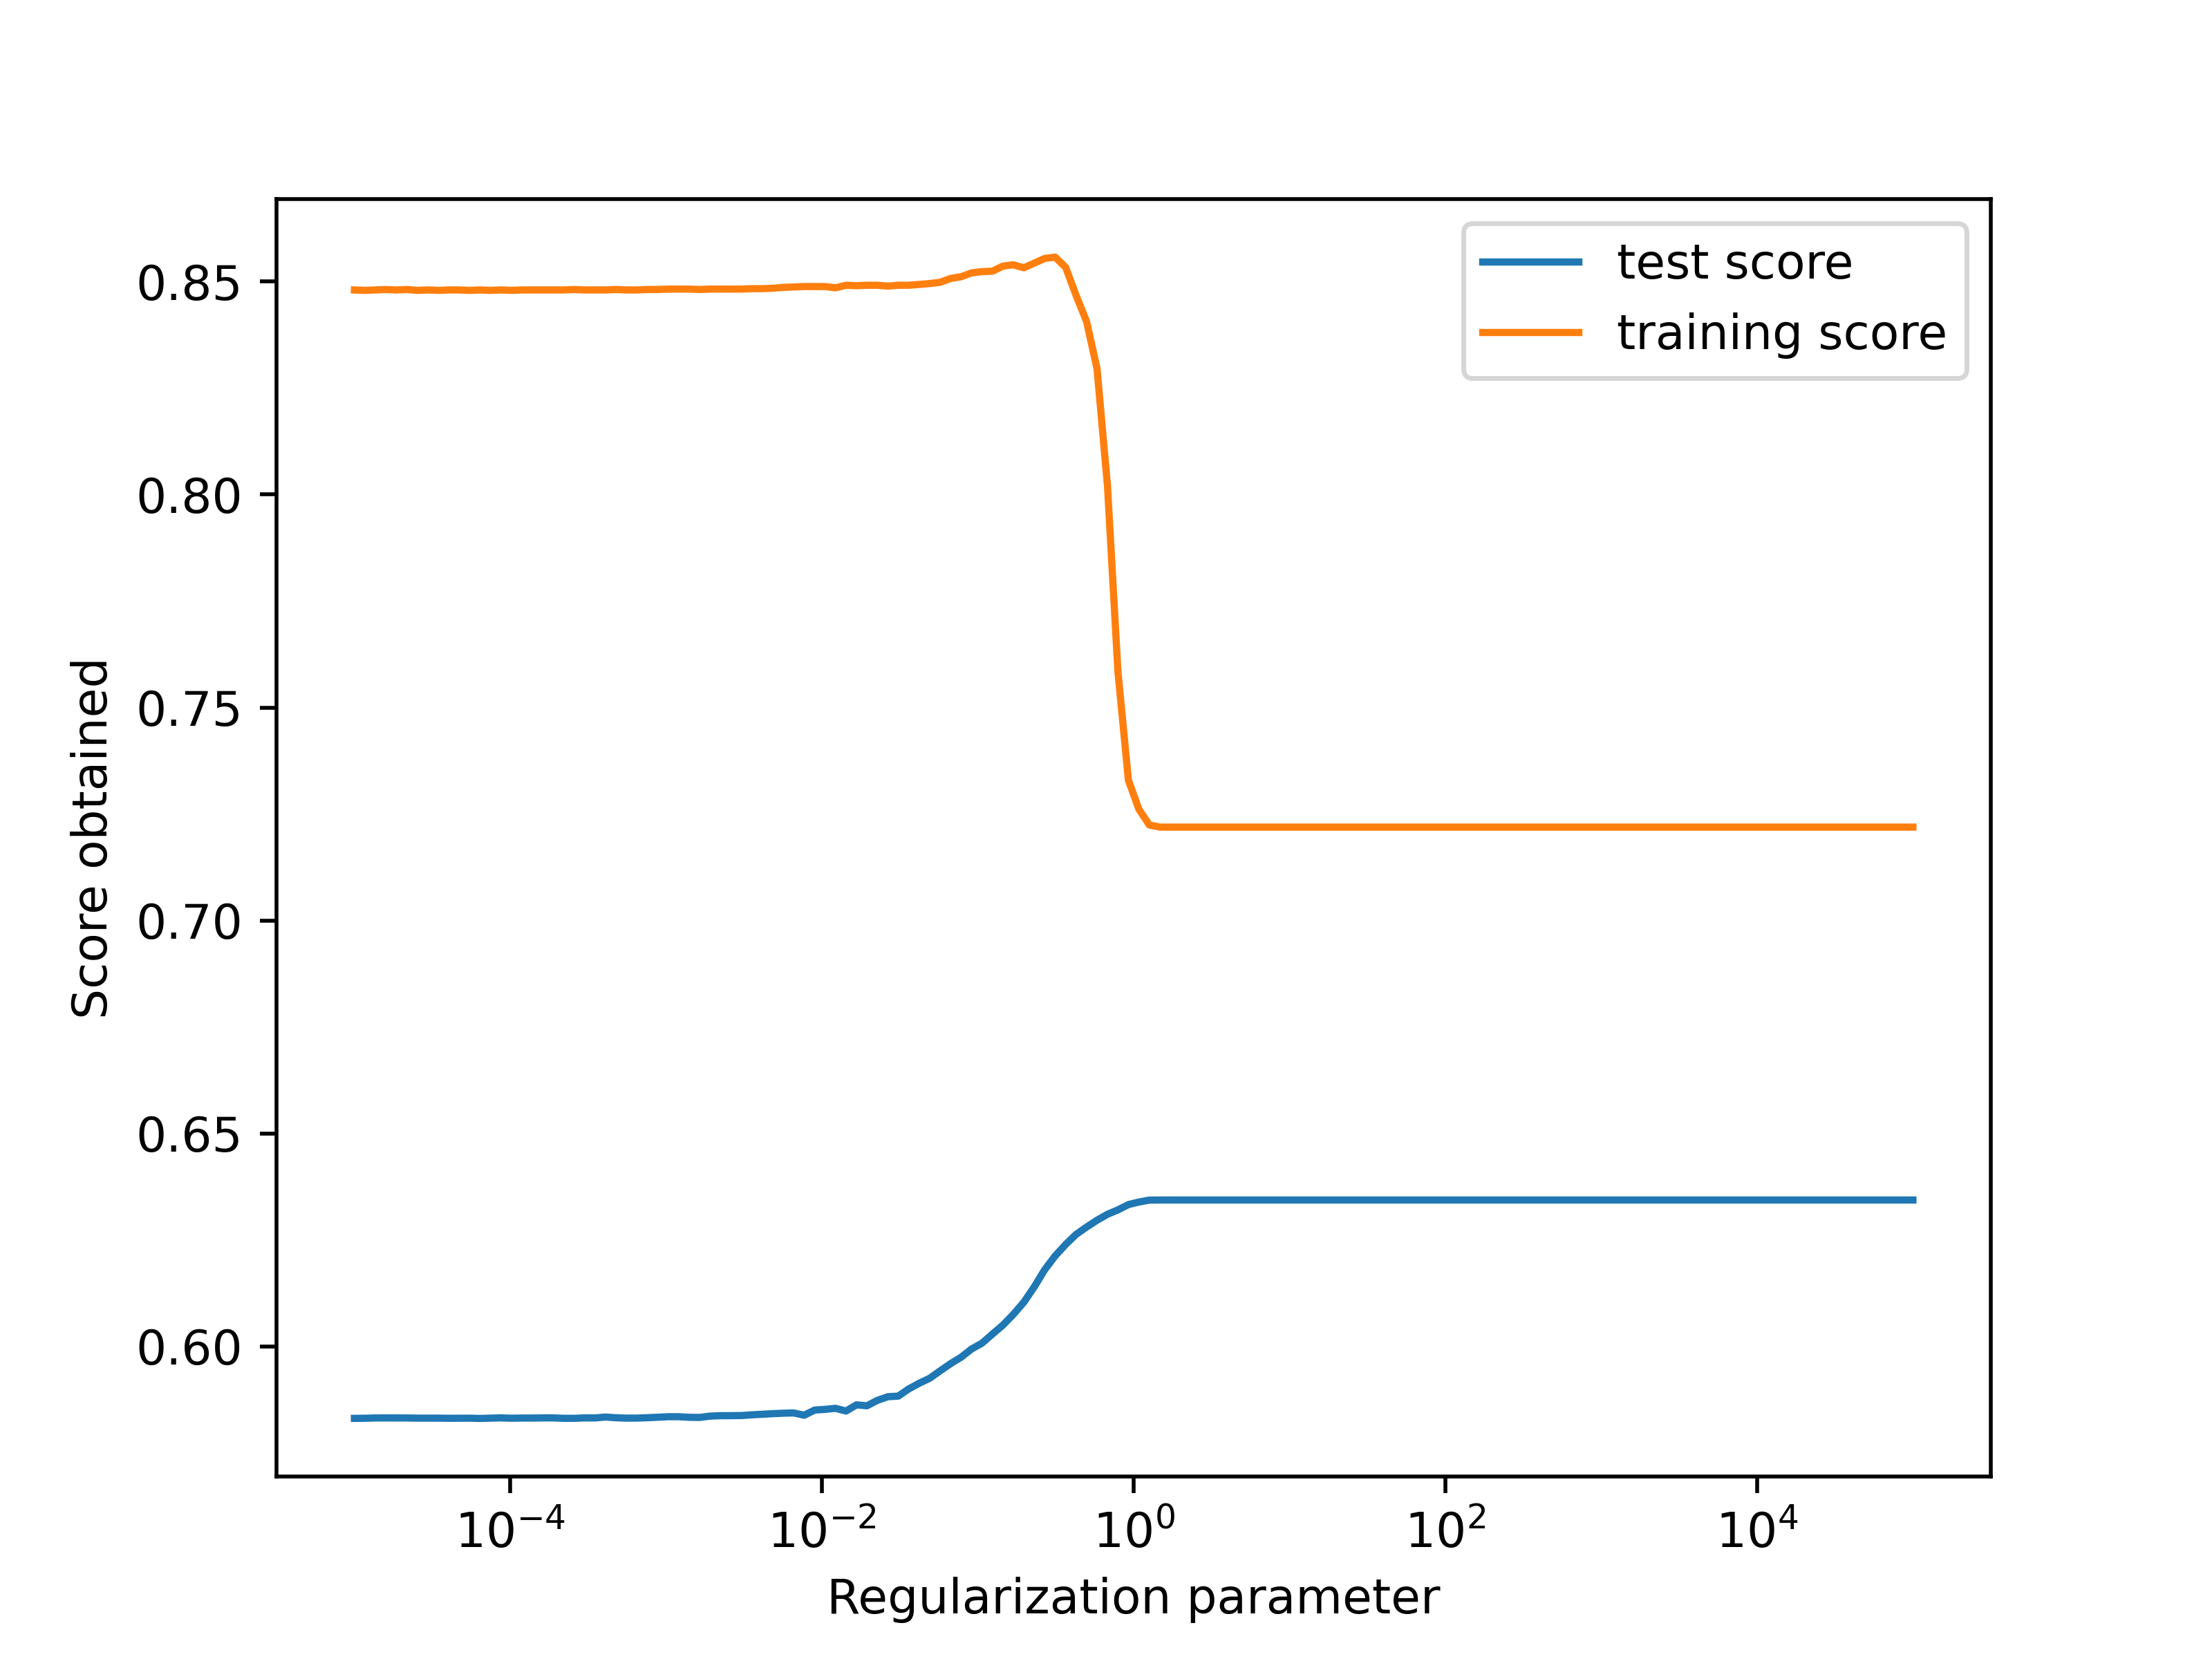 test score
training score
0.85
0.80
0.75
0.70
0.65
0.60
Score obtained
10⁻⁴ 10⁻² 10⁰ 10² 10⁴
Regularization parameter